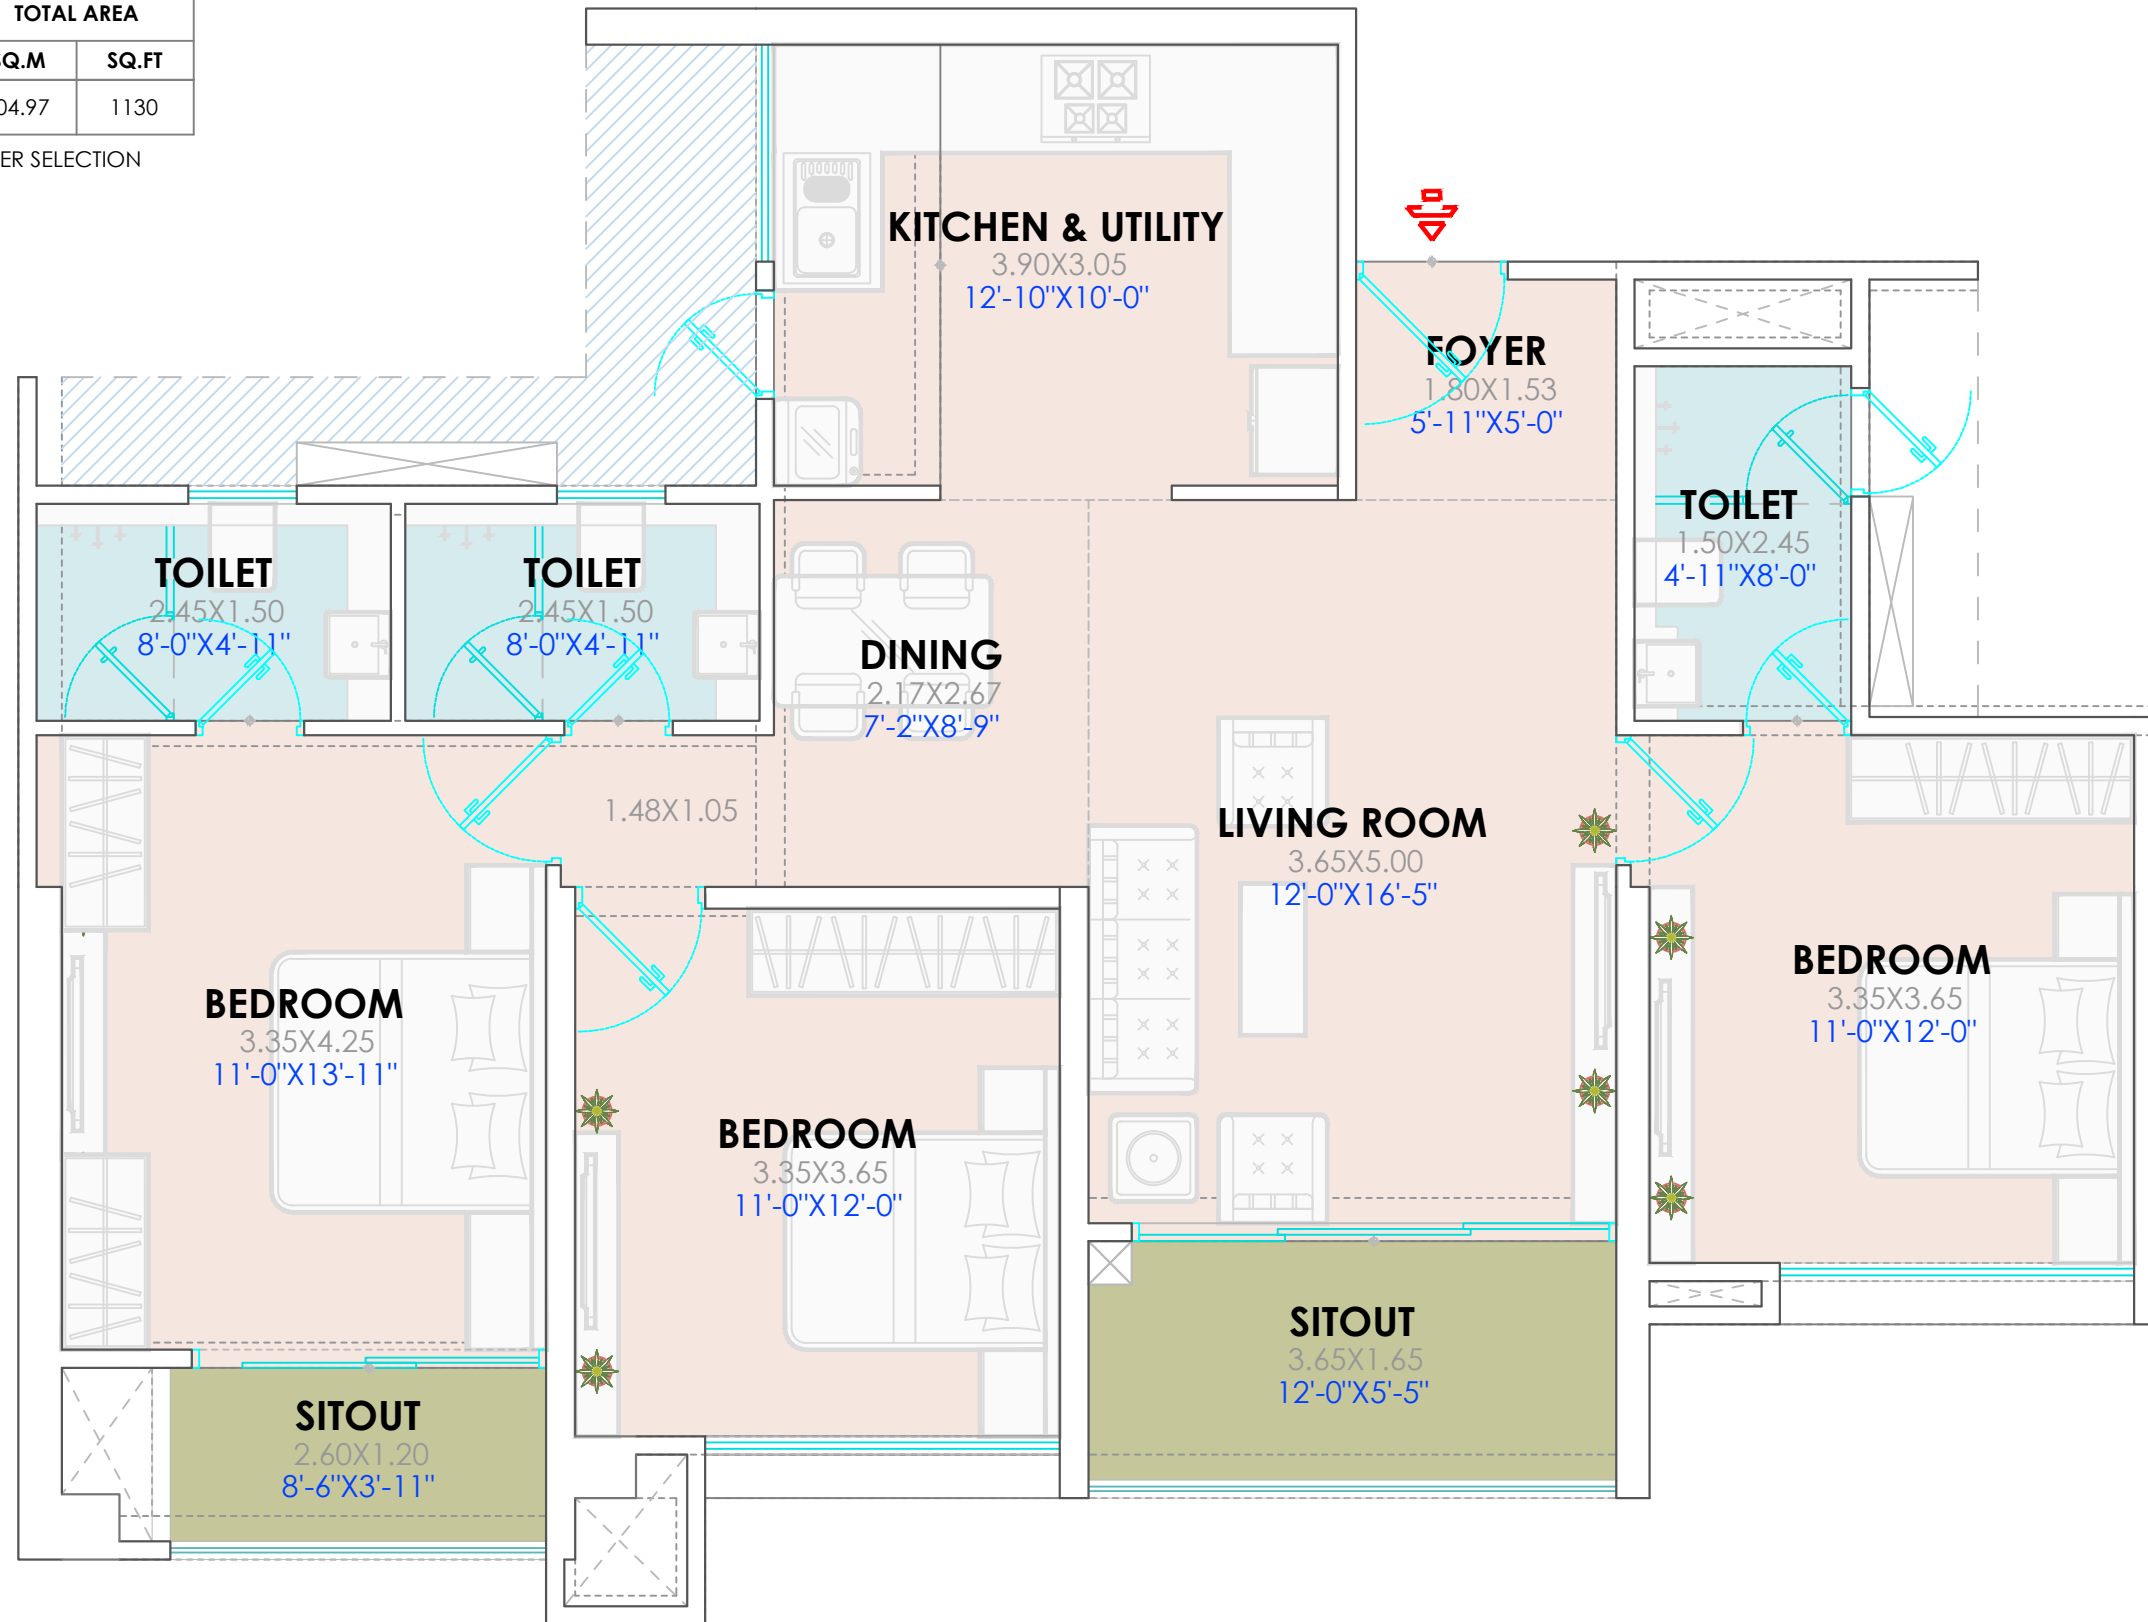 TOTAL AREA
SQ.FT
1130
SELECTION
KITCHEN & UTILITY
3.90X3.05
12'-10"X10'-0"
FOYER
1.80X1.53
5'-11"X5'-0"
TOILET
2.45X1.50
8'-0"X4'-11"
TOILET
2.45X1.50
8'-0"X4'-11"
TOILET
1.50X2.45
4'-11"X8'-0"
DINING
2.17X2.67
7'-2"X8'-9"
1.48X1.05
LIVING ROOM
3.65X5.00
12'-0"X16'-5"
BEDROOM
3.35X4.25
11'-0"X13'-11"
BEDROOM
3.35X3.65
11'-0"X12'-0"
BEDROOM
3.35X3.65
11'-0"X12'-0"
SITOUT
3.65X1.65
12'-0"X5'-5"
SITOUT
2.60X1.20
8'-6"X3'-11"